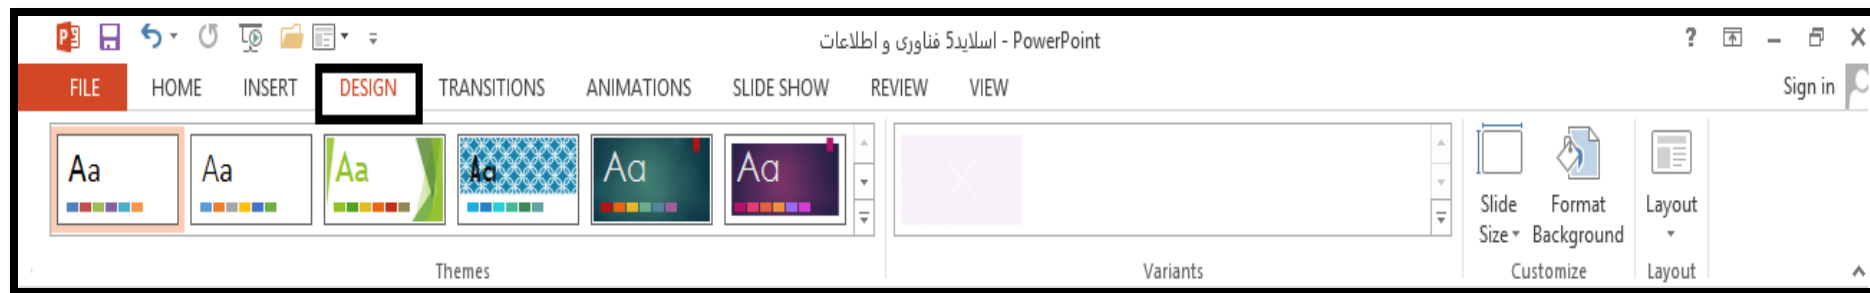 اسلاید5 فناوری و اطلاعات - PowerPoint
?
FILE HOME INSERT DESIGN TRANSITIONS ANIMATIONS SLIDE SHOW REVIEW VIEW Sign in
Aa Aa Aa Aa Aa Aa
Slide Size Format Background Layout
Themes Variants Customize Layout